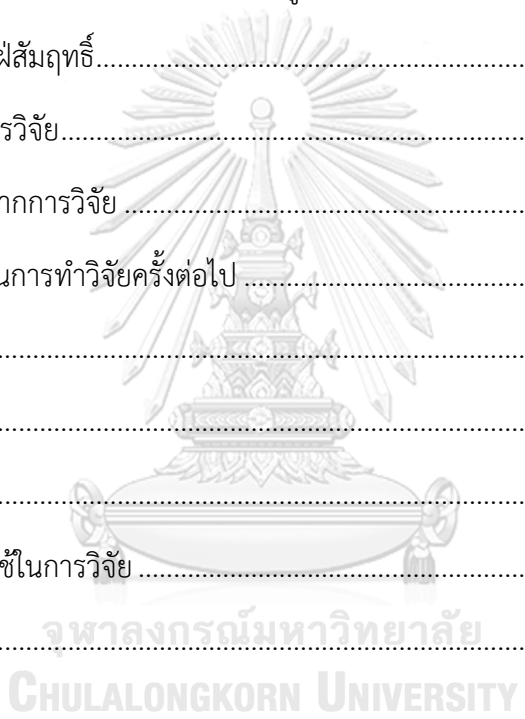 ฝ่สัมฤทธิ์..........................................................
รวิจัย..............................................................
ากการวิจัย ......................................................
นการทำวิจัยครั้งต่อไป ......................................
......................................................................
......................................................................
......................................................................
ช้ในการวิจัย ....................................................
จุฬาลงกรณ์มหาวิทยาลัย
......................................................................
CHULALONGKORN UNIVERSITY